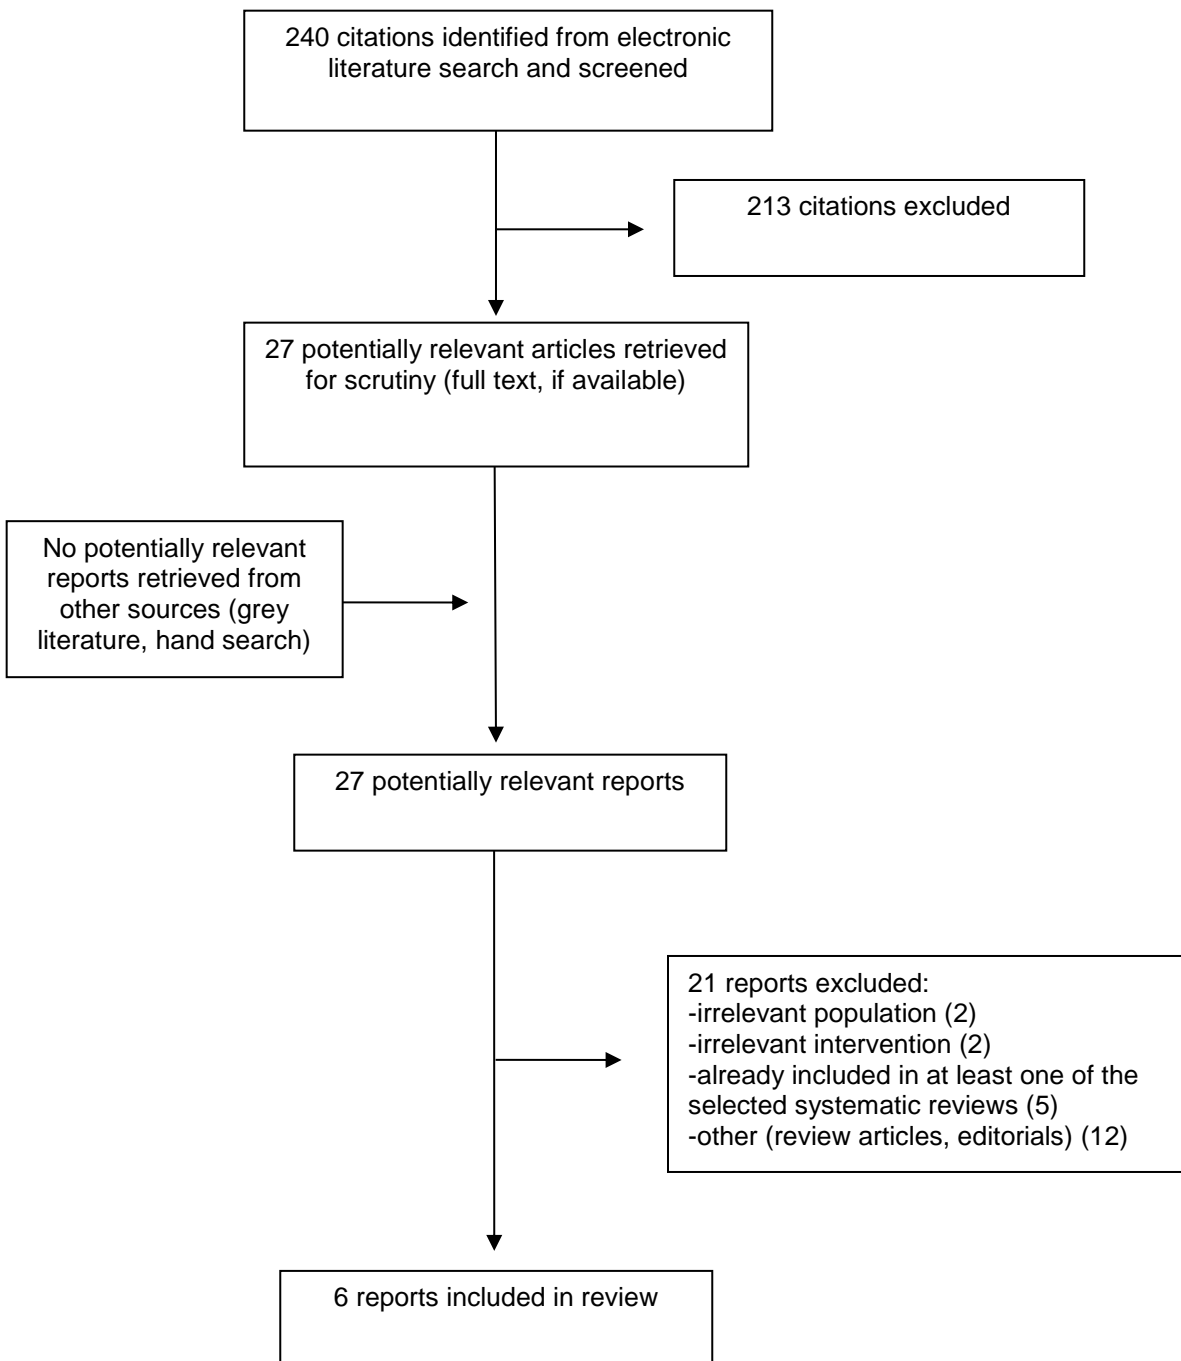 240 citations identified from electronic
literature search and screened
213 citations excluded
27 potentially relevant articles retrieved
for scrutiny (full text, if available)
No potentially relevant
reports retrieved from
other sources (grey
literature, hand search)
27 potentially relevant reports
21 reports excluded:
-irrelevant population (2)
-irrelevant intervention (2)
-already included in at least one of the
selected systematic reviews (5)
-other (review articles, editorials) (12)
6 reports included in review